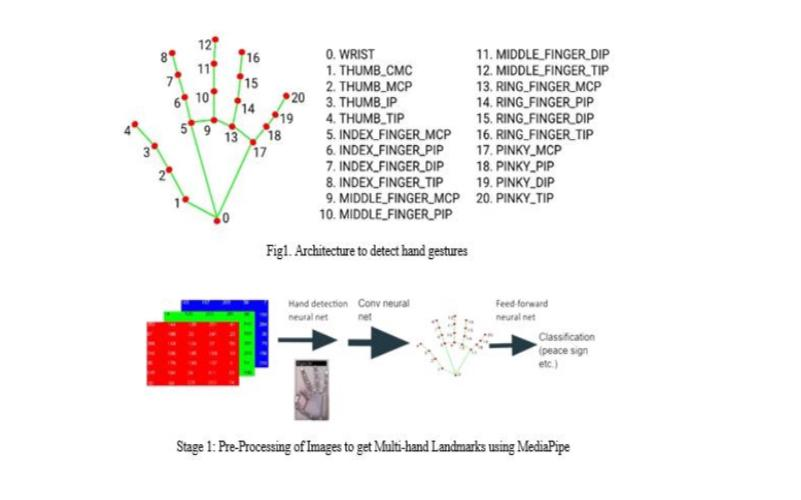 8
12
16
11
7
15
20
6
10
14
19
4
5
9
13
18
3
17
2
1
0
0. WRIST
1. THUMB_CMC
2. THUMB_MCP
3. THUMB_IP
4. THUMB_TIP
5. INDEX_FINGER_MCP
6. INDEX_FINGER_PIP
7. INDEX_FINGER_DIP
8. INDEX_FINGER_TIP
9. MIDDLE_FINGER_MCP
10. MIDDLE_FINGER_PIP
11. MIDDLE_FINGER_DIP
12. MIDDLE_FINGER_TIP
13. RING_FINGER_MCP
14. RING_FINGER_PIP
15. RING_FINGER_DIP
16. RING_FINGER_TIP
17. PINKY_MCP
18. PINKY_PIP
19. PINKY_DIP
20. PINKY_TIP
Fig1. Architecture to detect hand gestures
Hand detection
neural net
Conv neural
net
Feed-forward
neural net
Classification
(peace sign
etc.)
Stage 1: Pre-Processing of Images to get Multi-hand Landmarks using MediaPipe